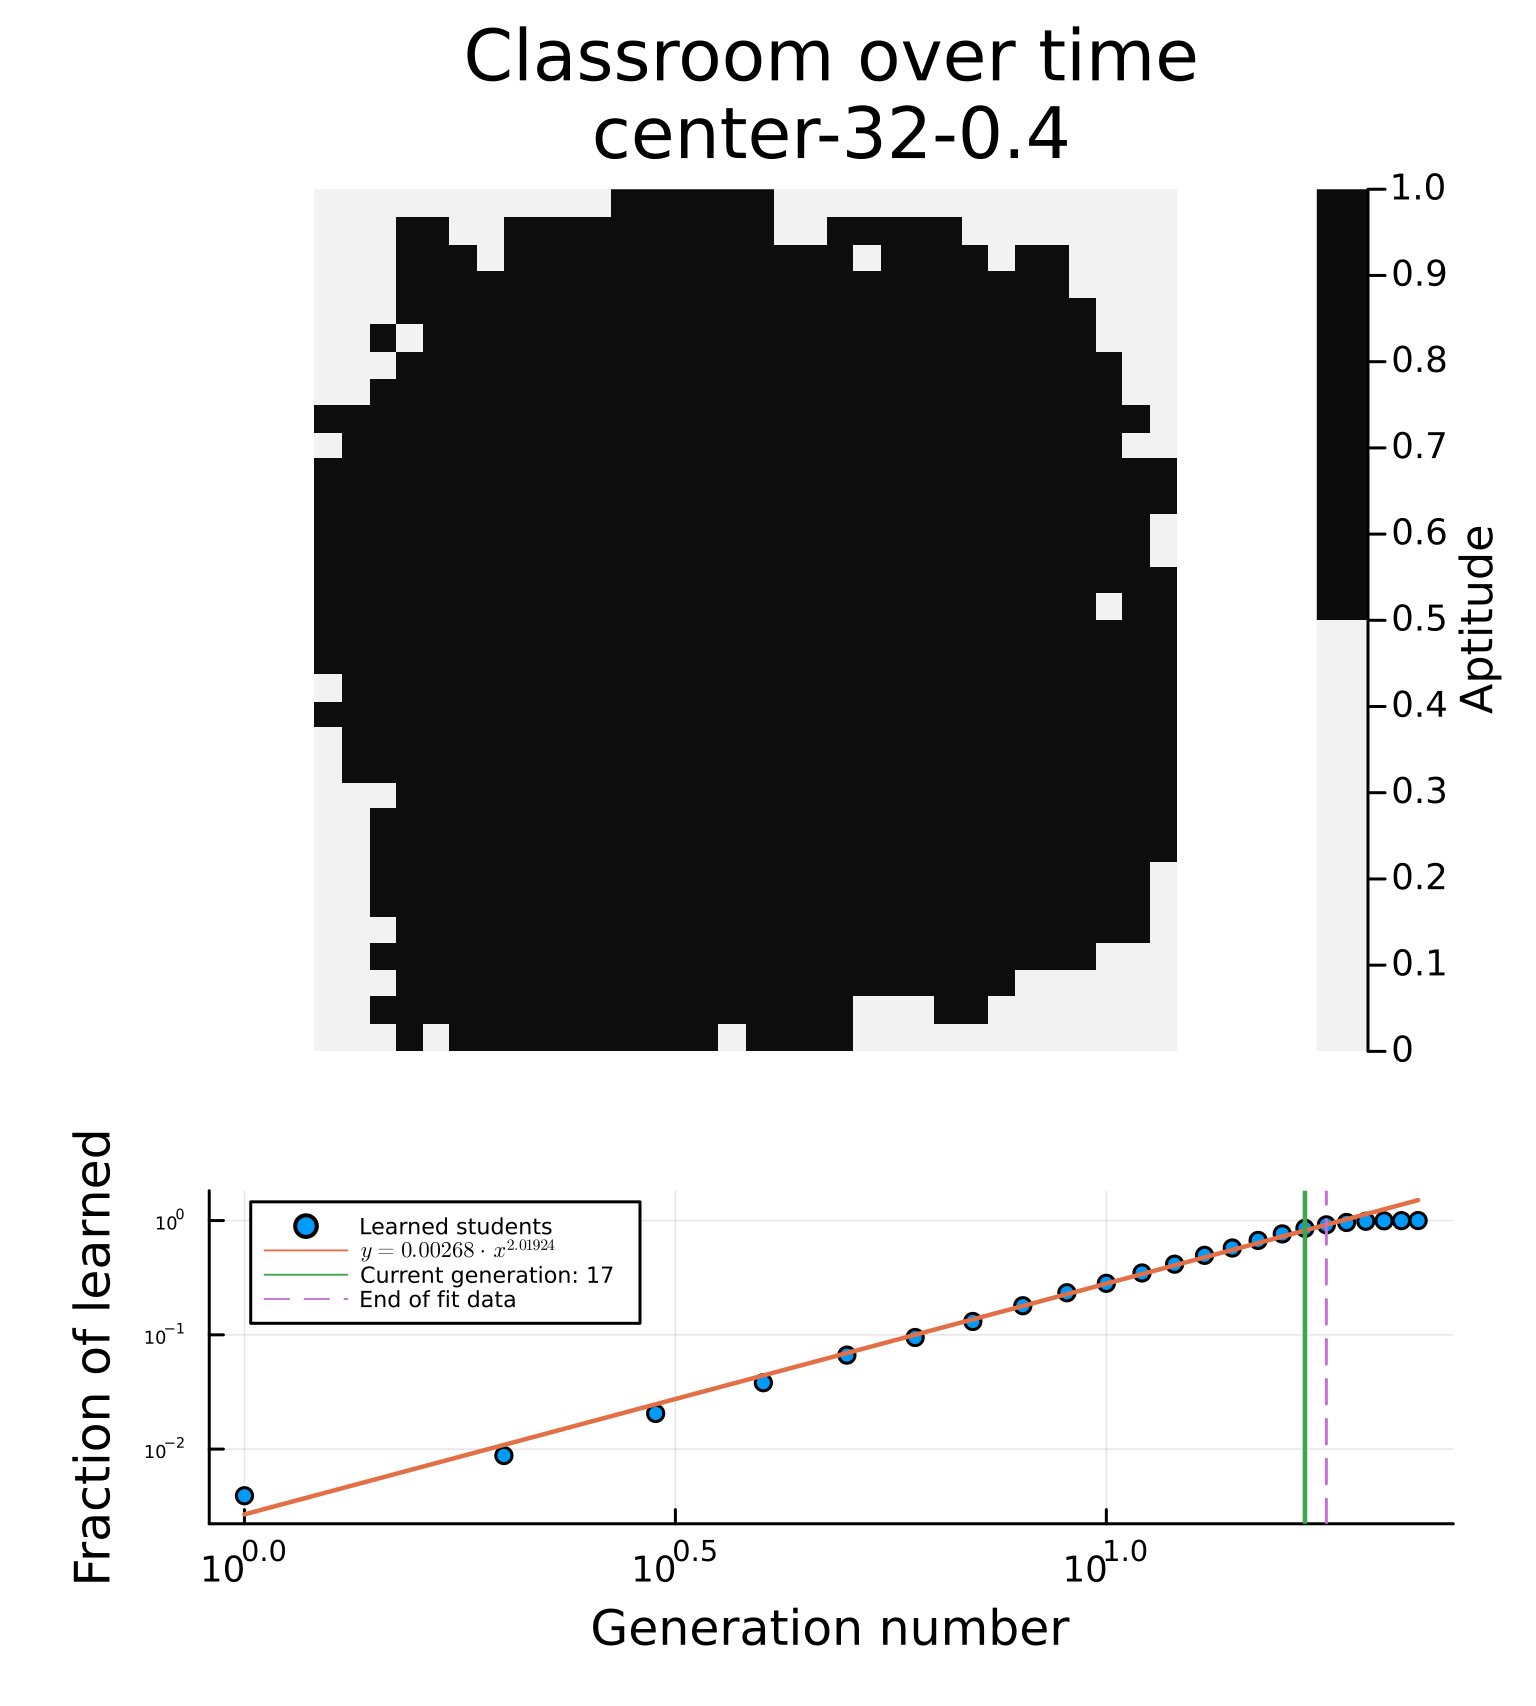 Classroom over time
center-32-0.4
1.0
0.9
0.8
0.7
0.6
0.5
0.4
0.3
0.2
0.1
0
Aptitude
Fraction of learned
10^0
10^−1
10^−2
Learned students
y = 0.00268 · x^2.01924
Current generation: 17
End of fit data
10^0.0
10^0.5
10^1.0
Generation number